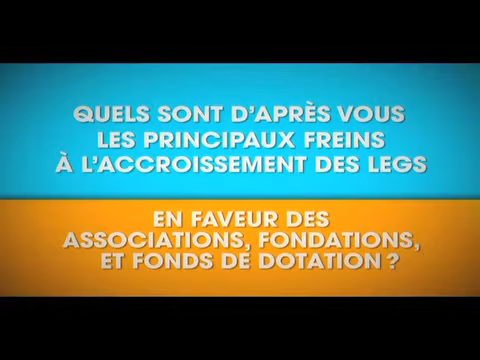 QUELS SONT D'APRÈS VOUS
LES PRINCIPAUX FREINS
À L'ACCROISSEMENT DES LEGS
EN FAVEUR DES
ASSOCIATIONS, FONDATIONS,
ET FONDS DE DOTATION ?